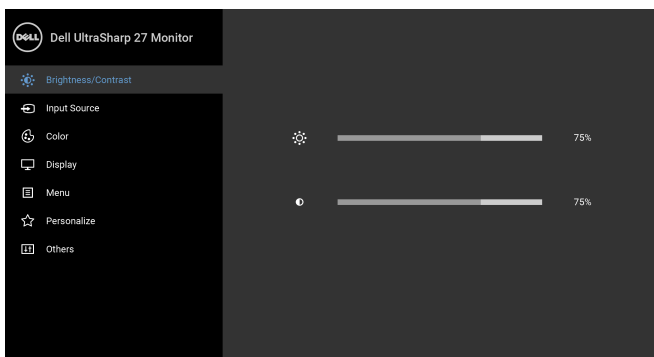 DELL Dell UltraSharp 27 Monitor
Brightness/Contrast
Input Source
Color
75%
Display
Menu
75%
Personalize
Others